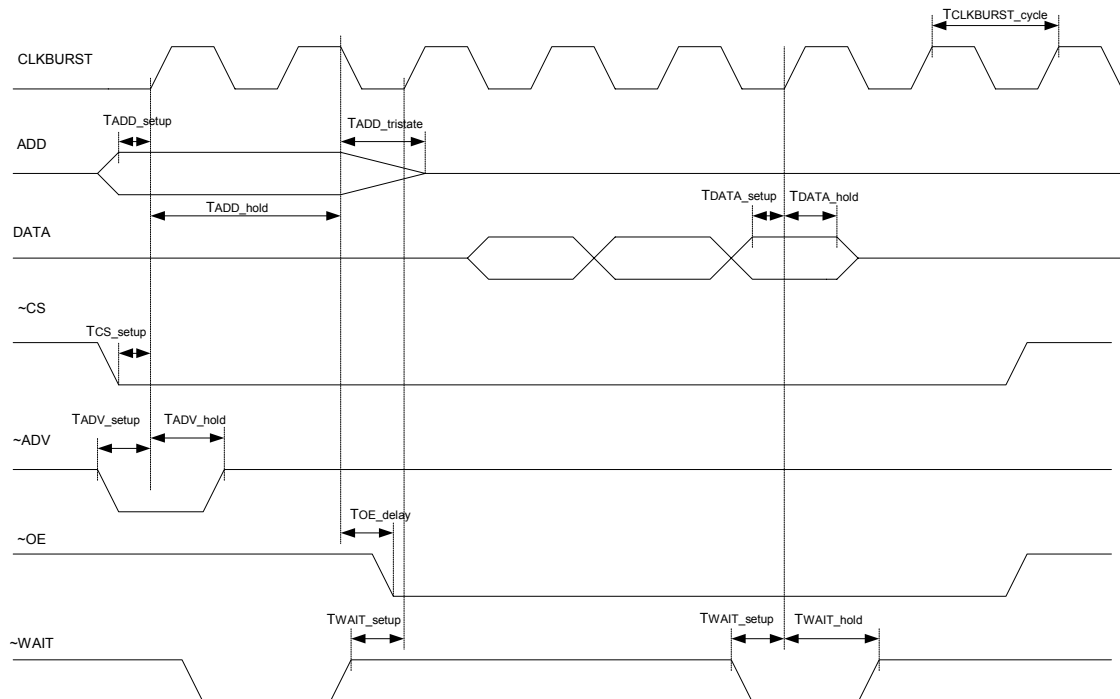 TCLKBURST_cycle
CLKBURST
TADD_setup
TADD_tristate
ADD
TDATA_setup
TDATA_hold
TADD_hold
DATA
~CS
TCS_setup
TADV_setup
TADV_hold
~ADV
TOE_delay
~OE
TWAIT_setup
TWAIT_setup
TWAIT_hold
~WAIT